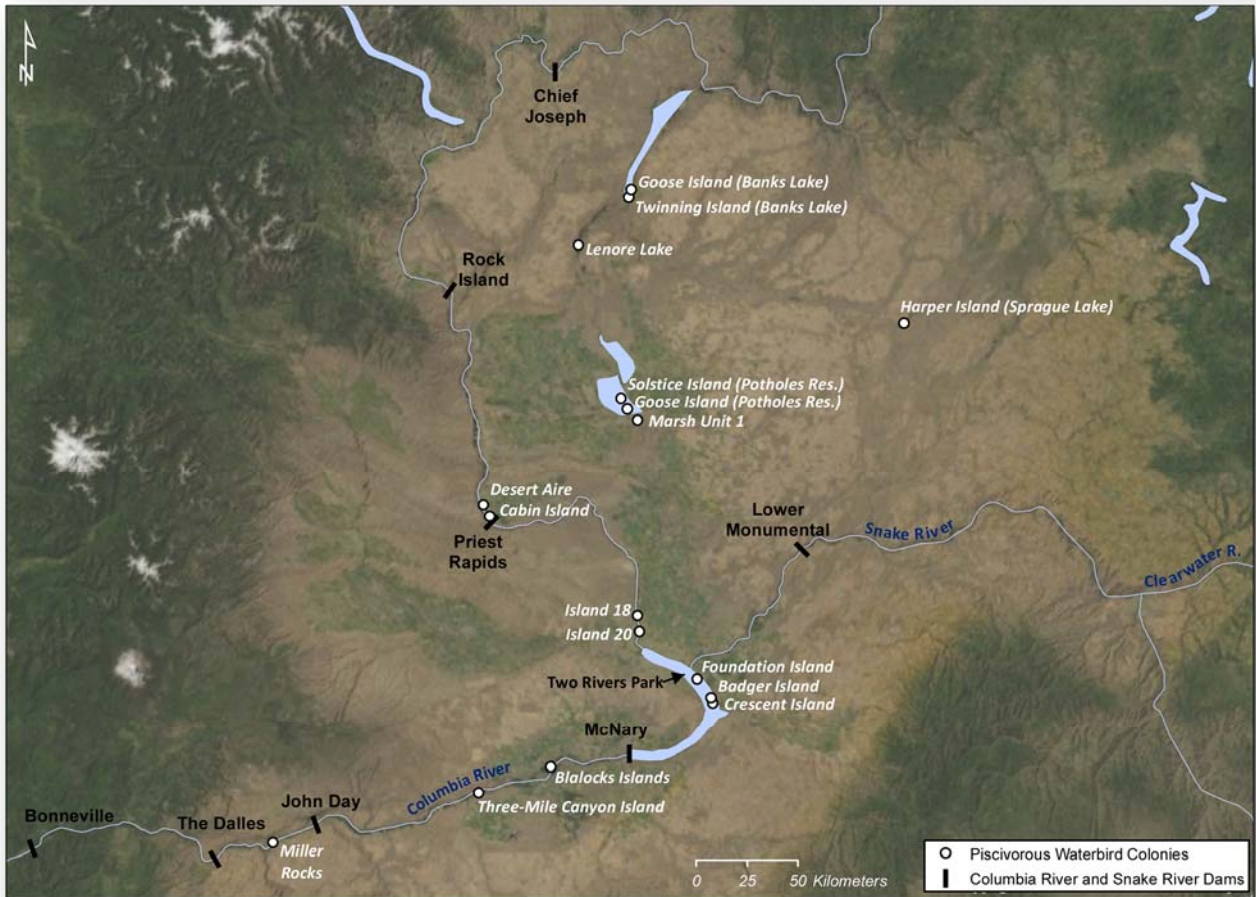 N
Chief
Joseph
Goose Island (Banks Lake)
Twinning Island (Banks Lake)
Lenore Lake
Rock
Island
Harper Island (Sprague Lake)
Solstice Island (Potholes Res.)
Goose Island (Potholes Res.)
Marsh Unit 1
Desert Aire
Cabin Island
Priest
Rapids
Lower
Monumental
Snake River
Clearwater R.
Island 18
Island 20
Foundation Island
Two Rivers Park
Badger Island
Crescent Island
McNary
Blalocks Islands
Columbia River
Three-Mile Canyon Island
John Day
The Dalles
Bonneville
Miller
Rocks
0 25 50 Kilometers
Piscivorous Waterbird Colonies
Columbia River and Snake River Dams